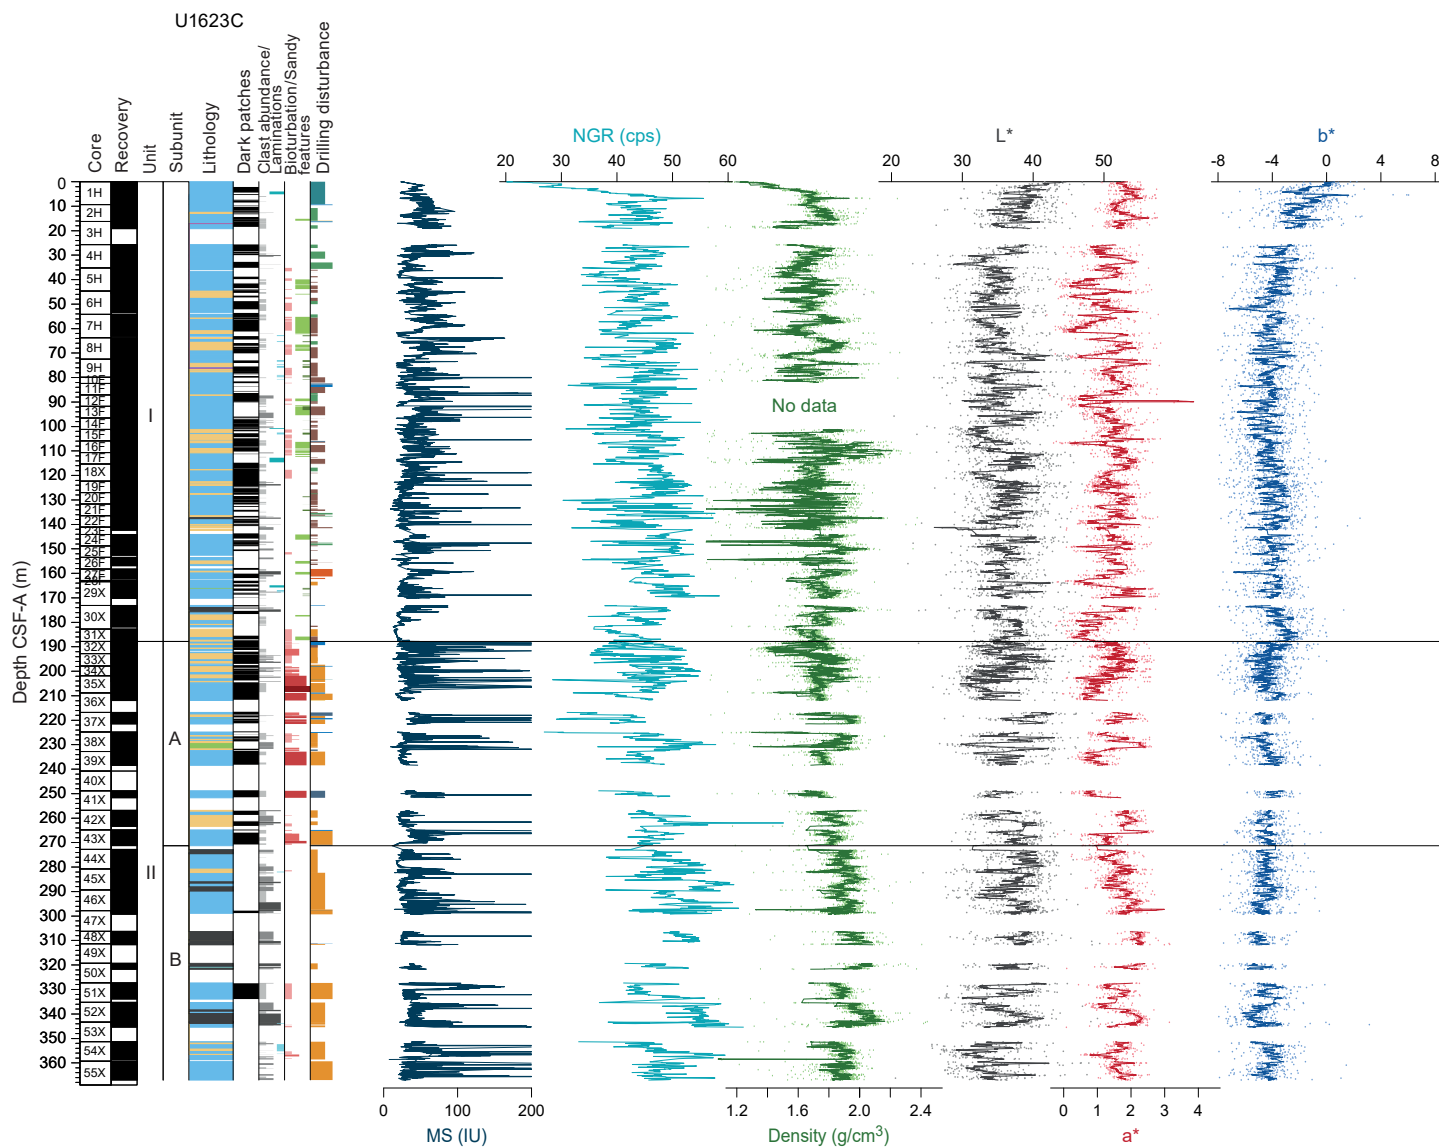 U1623C
Core
Recovery
Unit
Subunit
Lithology
Dark patches
Clast abundance/
Laminations
Bioturbation/Sandy
features
Drilling disturbance
NGR (cps)
L*
b*
20 30 40 50 60
20 30 50
-8 -4 0 4 8
Depth CSF-A (m)
0
10
20
30
40
50
60
70
80
90
100
110
120
130
140
150
160
170
180
190
200
210
220
230
240
250
260
270
280
290
300
310
320
330
340
350
360
1H
2H
3H
4H
5H
6H
7H
8H
9H
10F
11F
12F
13F
14F
15F
16F
17F
18X
19F
20F
21F
22F
23F
24F
25F
26F
27F
28F
29X
30X
31X
32X
33X
34X
35X
36X
37X
38X
39X
40X
41X
42X
43X
44X
45X
46X
47X
48X
49X
50X
51X
52X
53X
54X
55X
I
II
A
B
No data
0 100 200
MS (IU)
1.2 1.6 2.0 2.4
Density (g/cm³)
0 1 2 3 4
a*